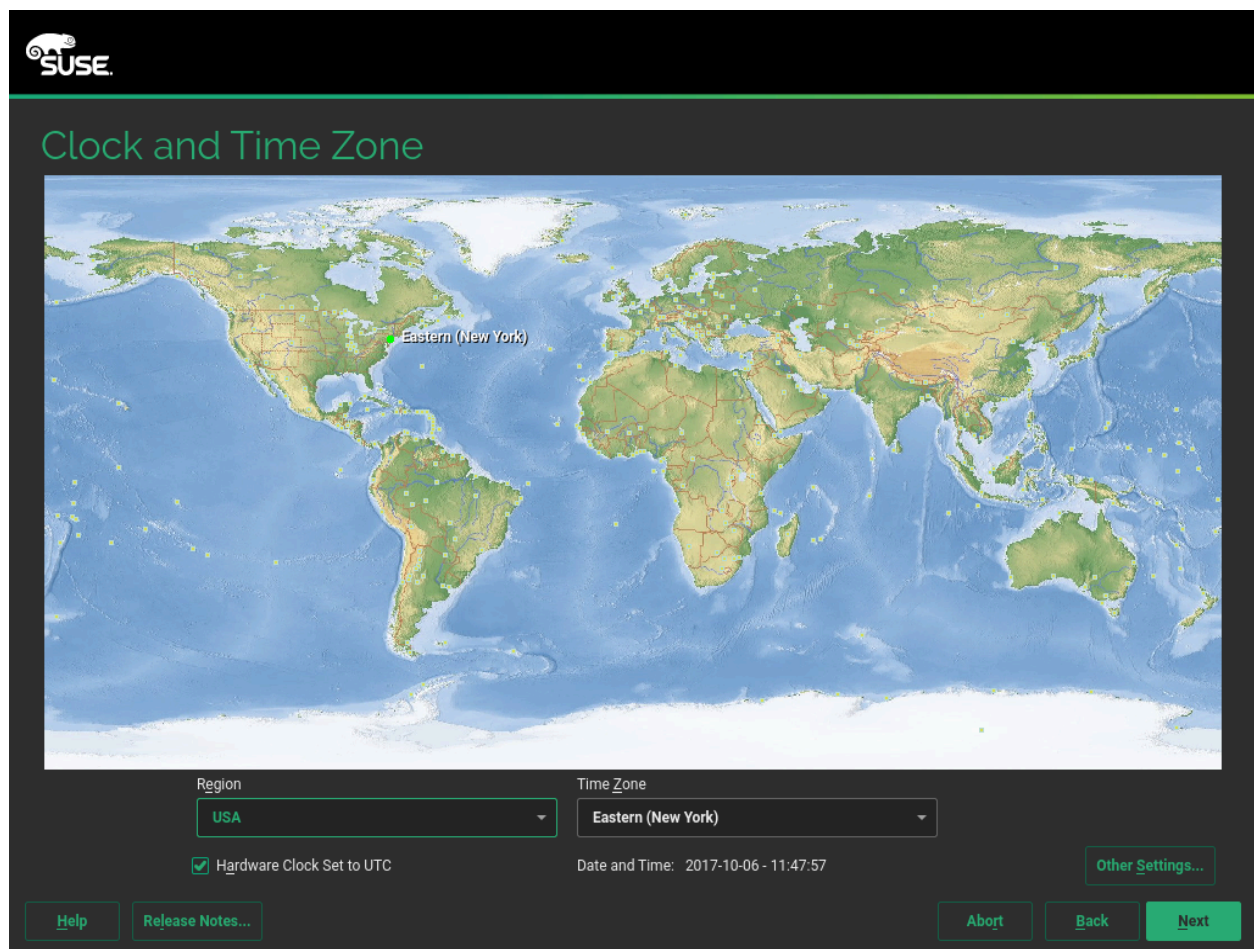 SUSE.
Clock and Time Zone
Eastern (New York)
Region
Time Zone
USA
Eastern (New York)
Hardware Clock Set to UTC
Date and Time: 2017-10-06 - 11:47:57
Other Settings...
Help
Release Notes...
Abort
Back
Next